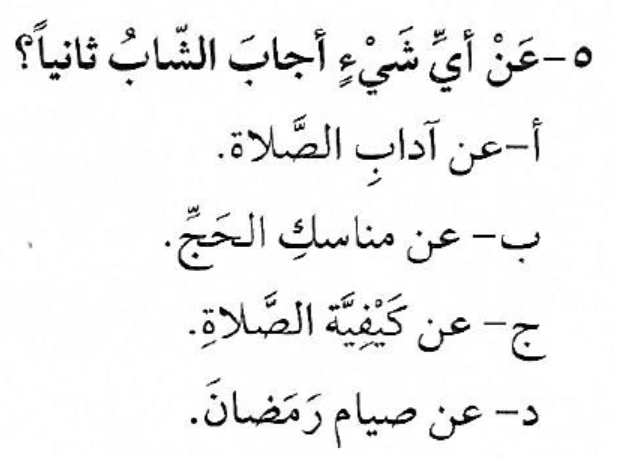 ٥-عَنْ أيِّ شَيْءٍ أجابَ الشّابُ ثانياً؟
أ-عن آدابِ الصَّلاة.
ب- عن مناسكِ الحَجِّ.
ج- عن كَيْفِيَّة الصَّلاةِ.
د- عن صيام رَمَضانَ.